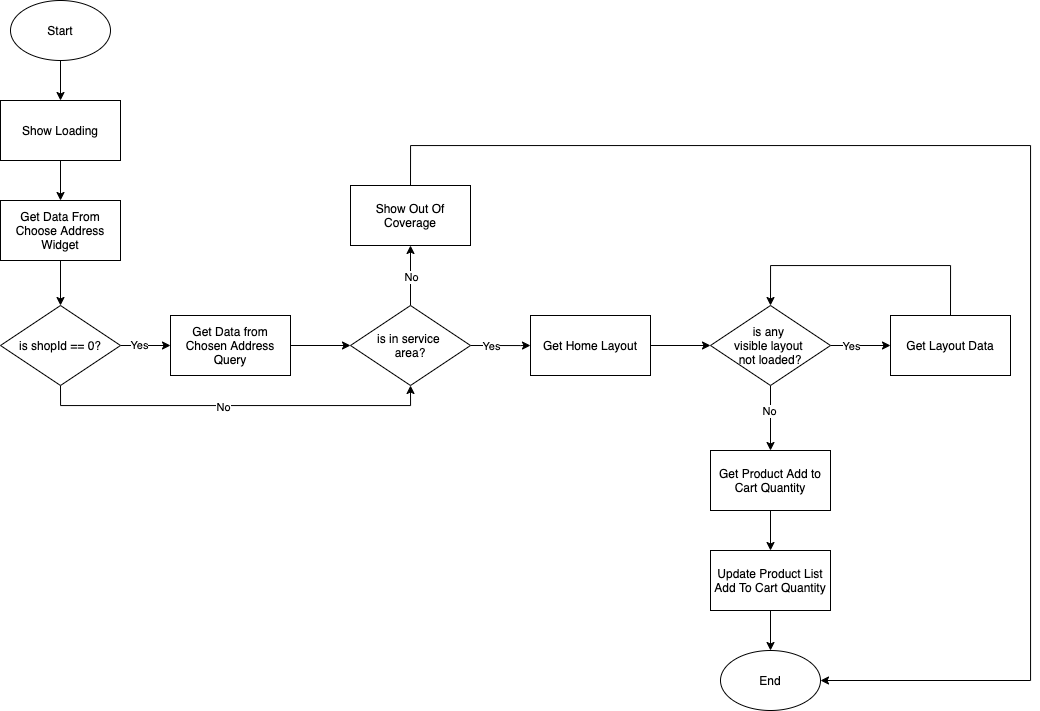 Start
Show Loading
Get Data From
Choose Address
Widget
is shopId == 0?
Yes
No
Get Data from
Chosen Address
Query
is in service
area?
No
Show Out Of
Coverage
Yes
Get Home Layout
is any
visible layout
not loaded?
Yes
Get Layout Data
No
Get Product Add to
Cart Quantity
Update Product List
Add To Cart Quantity
End